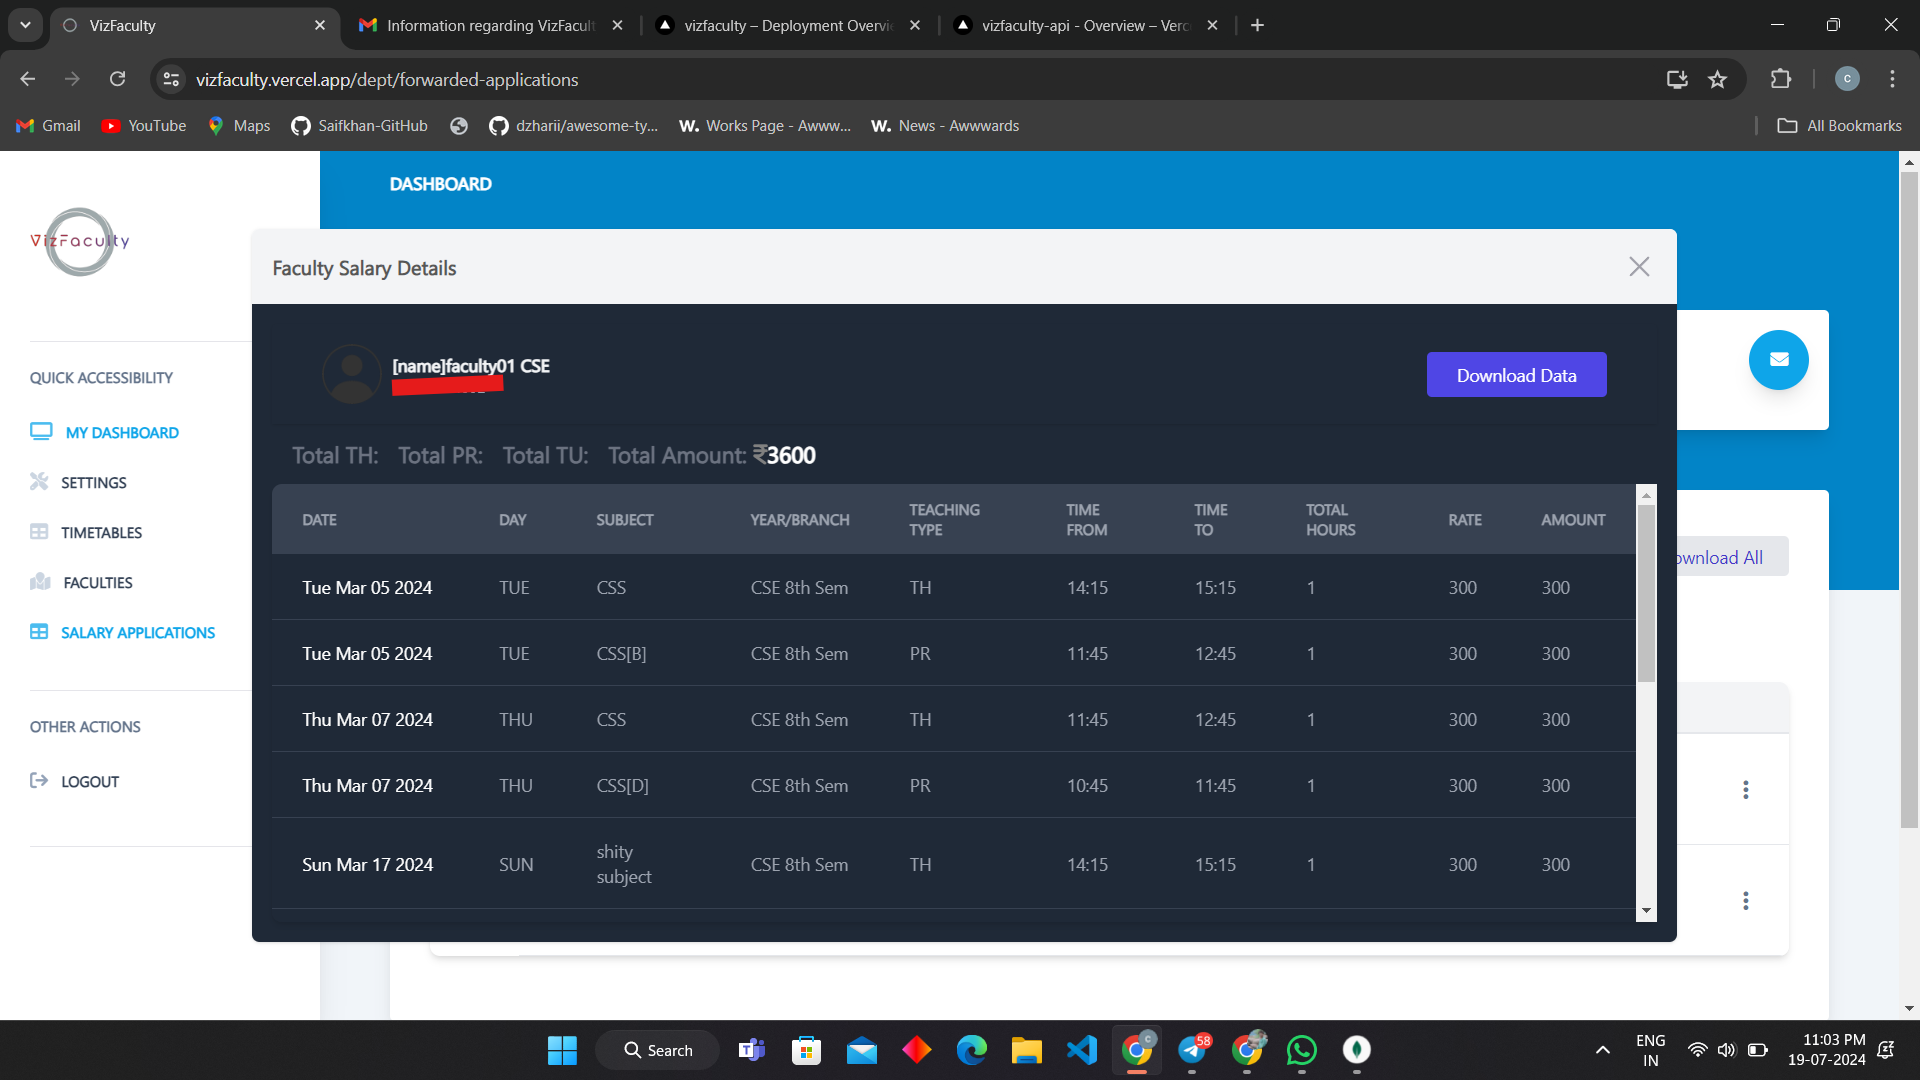 VizFaculty
Information regarding VizFacult
vizfaculty – Deployment Overvi
vizfaculty-api - Overview – Verc
vizfaculty.vercel.app/dept/forwarded-applications
C
Gmail
YouTube
Maps
Saifkhan-GitHub
dzharii/awesome-ty...
W. Works Page - Awww...
W. News - Awwwards
All Bookmarks
VizFaculty
DASHBOARD
QUICK ACCESSIBILITY
MY DASHBOARD
SETTINGS
TIMETABLES
FACULTIES
SALARY APPLICATIONS
OTHER ACTIONS
LOGOUT
Faculty Salary Details
[name]faculty01 CSE
Download Data
Total TH: Total PR: Total TU: Total Amount: ₹3600
DATE DAY SUBJECT YEAR/BRANCH TEACHING TYPE TIME FROM TIME TO TOTAL HOURS RATE AMOUNT
Tue Mar 05 2024 TUE CSS CSE 8th Sem TH 14:15 15:15 1 300 300
Tue Mar 05 2024 TUE CSS[B] CSE 8th Sem PR 11:45 12:45 1 300 300
Thu Mar 07 2024 THU CSS CSE 8th Sem TH 11:45 12:45 1 300 300
Thu Mar 07 2024 THU CSS[D] CSE 8th Sem PR 10:45 11:45 1 300 300
Sun Mar 17 2024 SUN shity subject CSE 8th Sem TH 14:15 15:15 1 300 300
ownload All
Search
58
ENG
IN
11:03 PM
19-07-2024